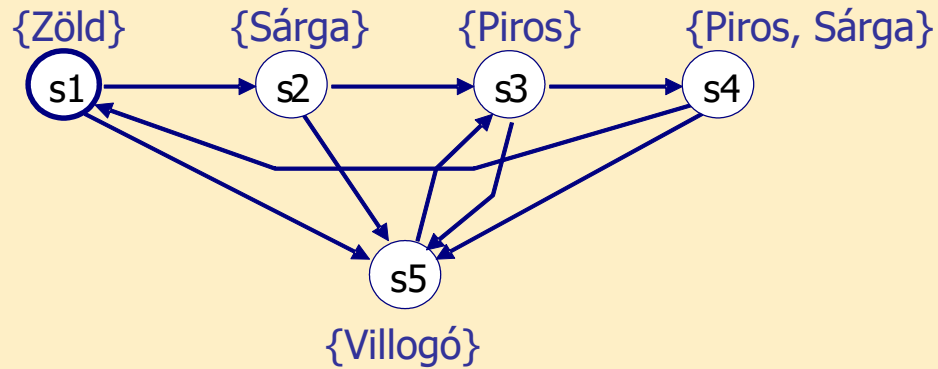 {Zöld} {Sárga} {Piros} {Piros, Sárga}
s1 s2 s3 s4
s5
{Villogó}